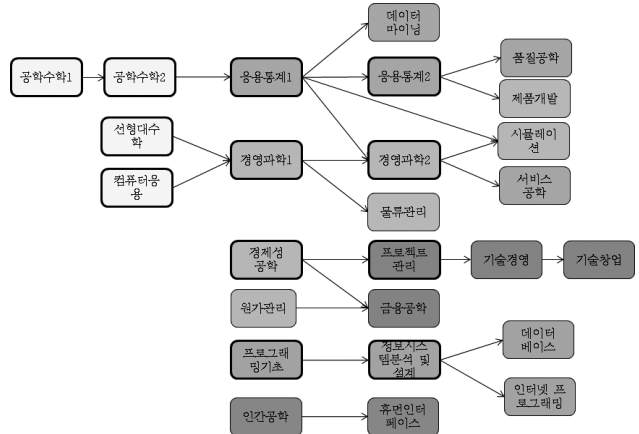 데이터
마이닝
공학수학1
공학수학2
응용통계1
응용통계2
품질공학
제품개발
선형대수
학
경영과학1
경영과학2
시뮬레이
션
컴퓨터응
용
서비스
공학
물류관리
경제성
공학
프로젝트
관리
기술경영
기술창업
원가관리
금융공학
프로그래
밍기초
정보시스
템분석 및
설계
데이터
베이스
인터넷 프
로그래밍
인간공학
휴먼인터
페이스